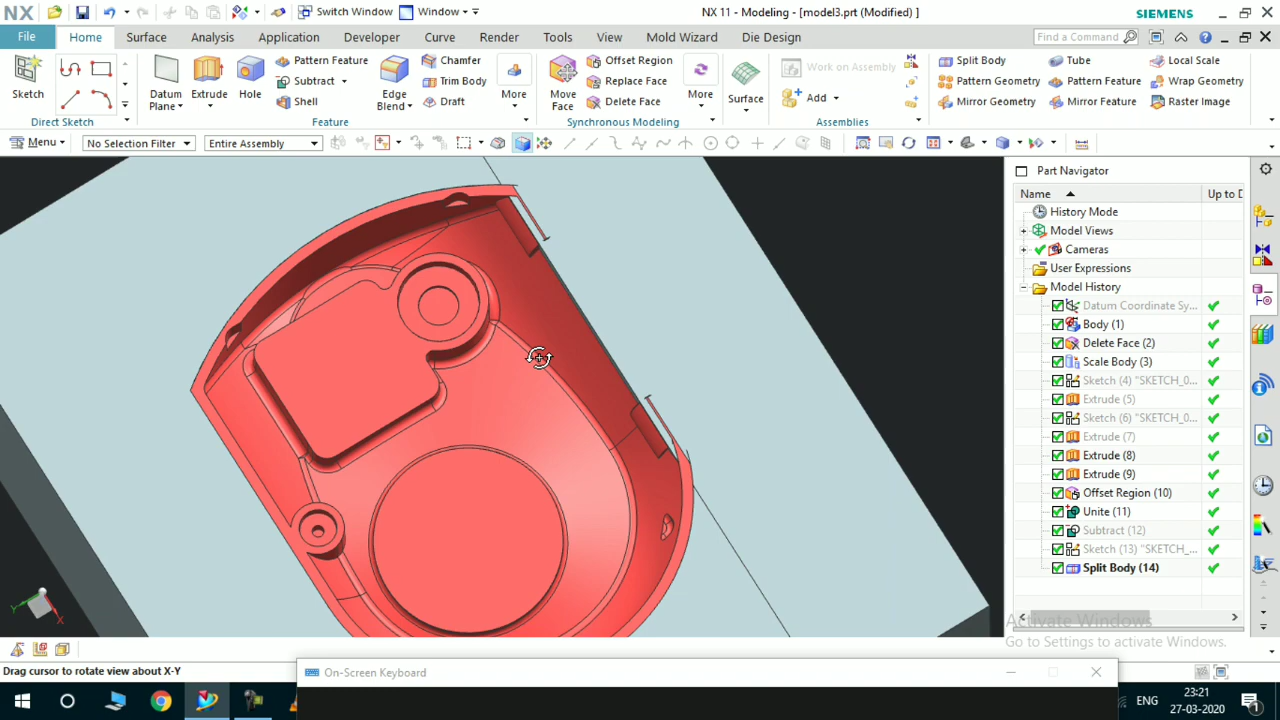 NX
Switch Window
Window
NX 11 - Modeling - [model3.prt (Modified) ]
SIEMENS
File
Home
Surface
Analysis
Application
Developer
Curve
Render
Tools
View
Mold Wizard
Die Design
Find a Command
Sketch
Direct Sketch
Datum
Plane
Extrude
Hole
Pattern Feature
Subtract
Shell
Edge
Blend
Chamfer
Trim Body
Draft
More
Feature
Move
Face
Offset Region
Replace Face
Delete Face
More
Synchronous Modeling
Surface
Work on Assembly
Add
Assemblies
Split Body
Pattern Geometry
Mirror Geometry
Tube
Pattern Feature
Mirror Feature
Local Scale
Wrap Geometry
Raster Image
Menu
No Selection Filter
Entire Assembly
Part Navigator
Name
Up to D
History Mode
Model Views
Cameras
User Expressions
Model History
Datum Coordinate Sy...
Body (1)
Delete Face (2)
Scale Body (3)
Sketch (4) "SKETCH_0...
Extrude (5)
Sketch (6) "SKETCH_0...
Extrude (7)
Extrude (8)
Extrude (9)
Offset Region (10)
Unite (11)
Subtract (12)
Sketch (13) "SKETCH_...
Split Body (14)
Activate Windows
Go to Settings to activate Windows.
Y
X
Drag cursor to rotate view about X-Y
On-Screen Keyboard
ENG
23:21
27-03-2020
1